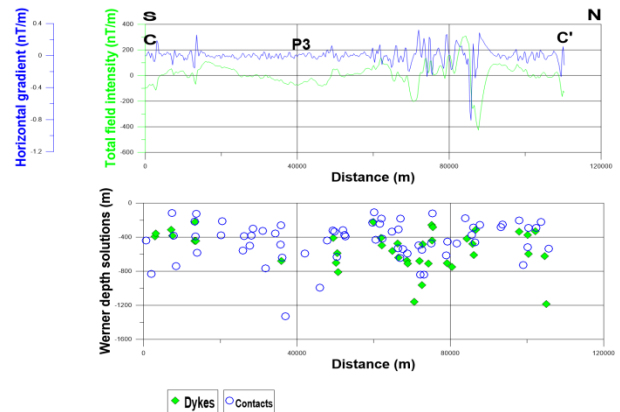 S N
C P3 C'
Horizontal gradient (nT/m)
0.4
0
-0.4
-0.8
-1.2
Total field intensity (nT/m)
400
200
0
-200
-400
-600
0 40000 80000 120000
Distance (m)
Werner depth solutions (m)
0
-400
-800
-1200
-1600
0 40000 80000 120000
Distance (m)
Dykes Contacts